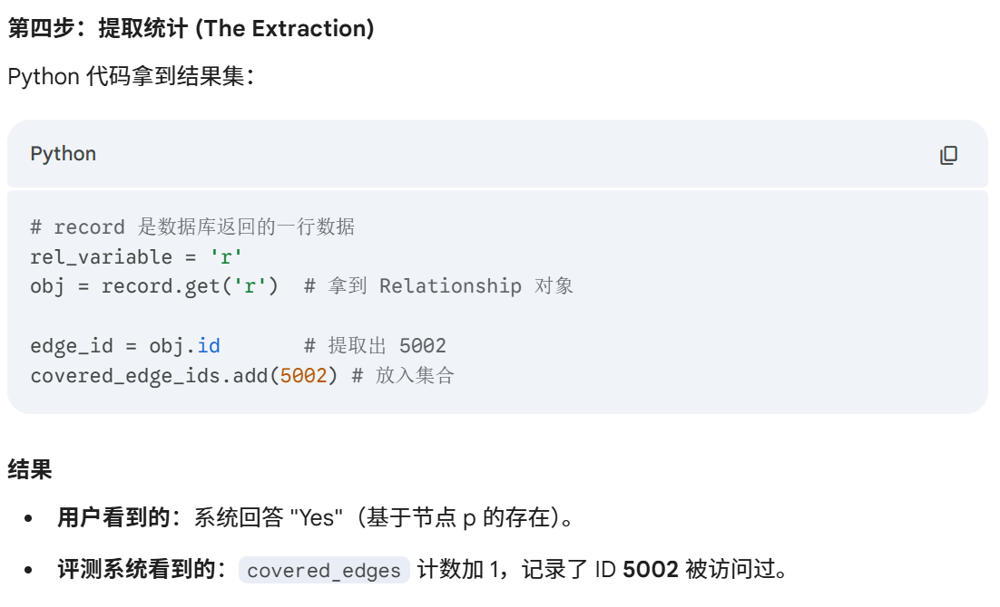 第四步：提取统计 (The Extraction)
Python 代码拿到结果集：
Python
# record 是数据库返回的一行数据
rel_variable = 'r'
obj = record.get('r')  # 拿到 Relationship 对象
edge_id = obj.id       # 提取出 5002
covered_edge_ids.add(5002) # 放入集合
结果
• 用户看到的：系统回答 "Yes"（基于节点 p 的存在）。
• 评测系统看到的：covered_edges 计数加 1，记录了 ID 5002 被访问过。